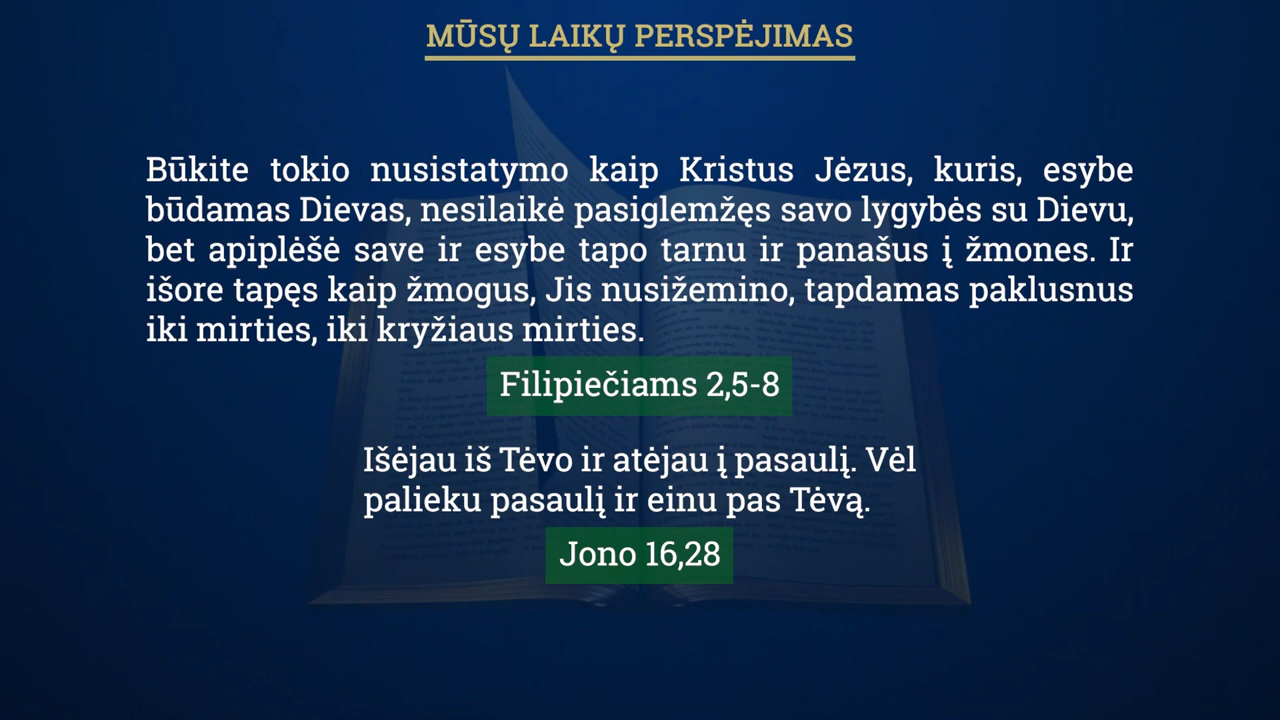 MŪSŲ LAIKŲ PERSPĖJIMAS
Būkite tokio nusistatymo kaip Kristus Jėzus, kuris, esybe
būdamas Dievas, nesilaikė pasiglemžęs savo lygybės su Dievu,
bet apiplėšė save ir esybe tapo tarnu ir panašus į žmones. Ir
išore tapęs kaip žmogus, Jis nusižemino, tapdamas paklusnus
iki mirties, iki kryžiaus mirties.
Filipiečiams 2,5-8
Išėjau iš Tėvo ir atėjau į pasaulį. Vėl
palieku pasaulį ir einu pas Tėvą.
Jono 16,28